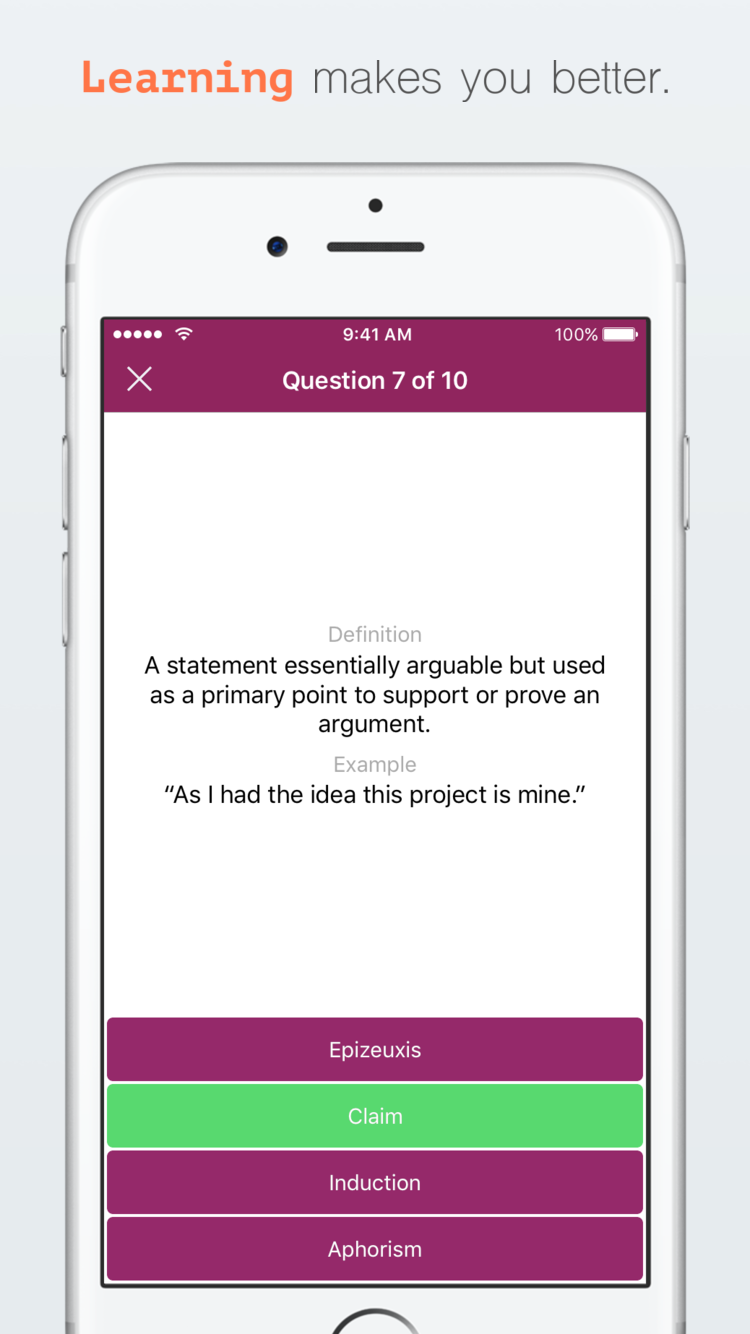 Learning makes you better.
9:41 AM 100%
Question 7 of 10
Definition
A statement essentially arguable but used
as a primary point to support or prove an
argument.
Example
“As I had the idea this project is mine.”
Epizeuxis
Claim
Induction
Aphorism